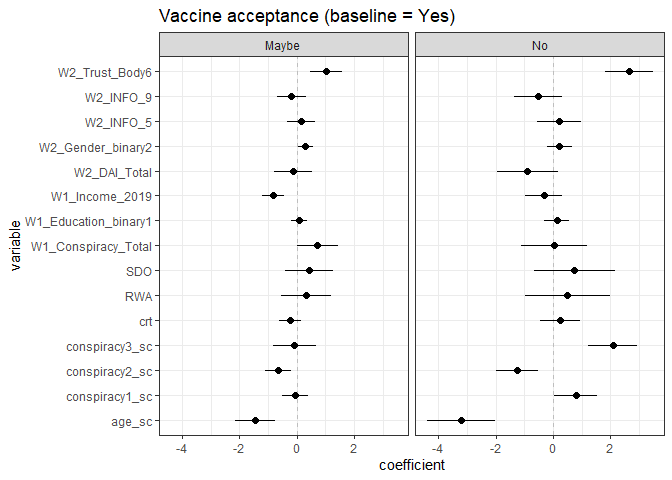 Vaccine acceptance (baseline = Yes)
Maybe
No
W2_Trust_Body6
W2_INFO_9
W2_INFO_5
W2_Gender_binary2
W2_DAI_Total
W1_Income_2019
W1_Education_binary1
W1_Conspiracy_Total
SDO
RWA
crt
conspiracy3_sc
conspiracy2_sc
conspiracy1_sc
age_sc
variable
-4 -2 0 2
-4 -2 0 2
coefficient